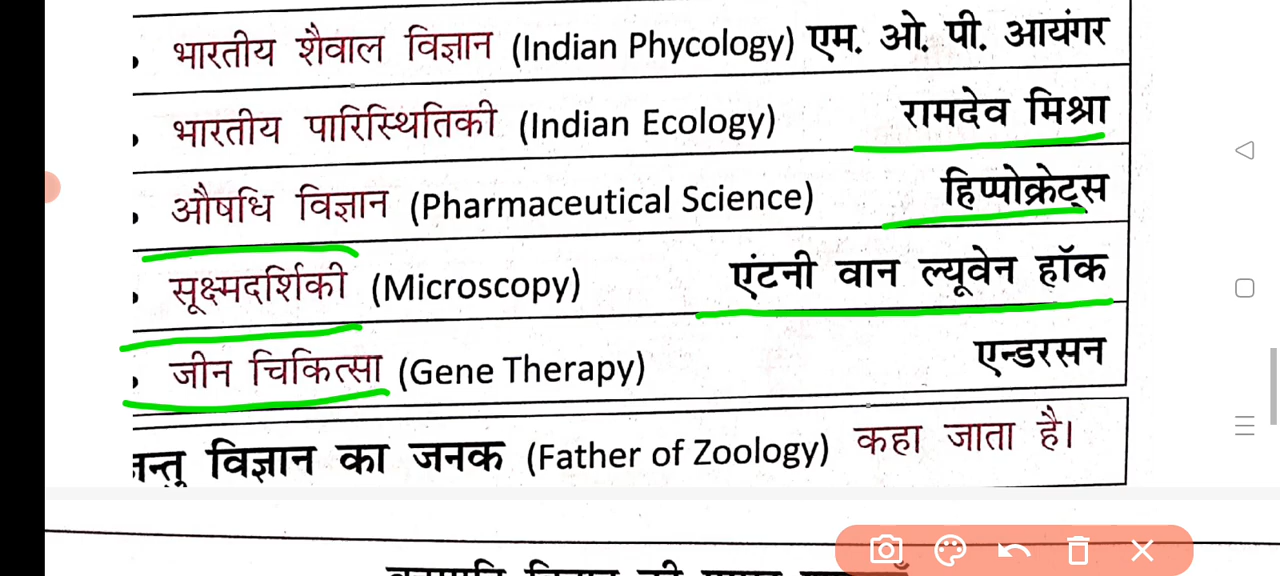 भारतीय शैवाल विज्ञान (Indian Phycology) एम. ओ. पी. आयंगर
भारतीय पारिस्थितिकी (Indian Ecology) रामदेव मिश्रा
औषधि विज्ञान (Pharmaceutical Science) हिप्पोक्रेट्स
सूक्ष्मदर्शिकी (Microscopy) एंटनी वान ल्यूवेन हॉक
जीन चिकित्सा (Gene Therapy) एन्डरसन
विज्ञान का जनक (Father of Zoology) कहा जाता है।